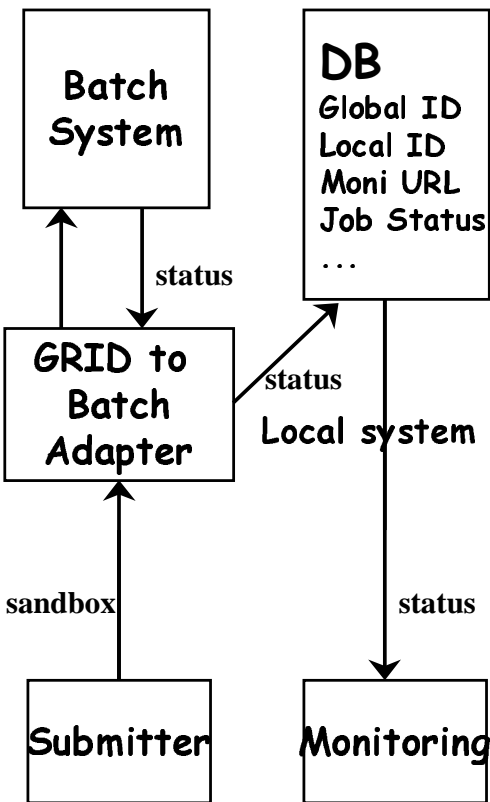 Batch
System
DB
Global ID
Local ID
Moni URL
Job Status
...
status
GRID to
Batch
Adapter
status
Local system
sandbox
status
Submitter
Monitoring